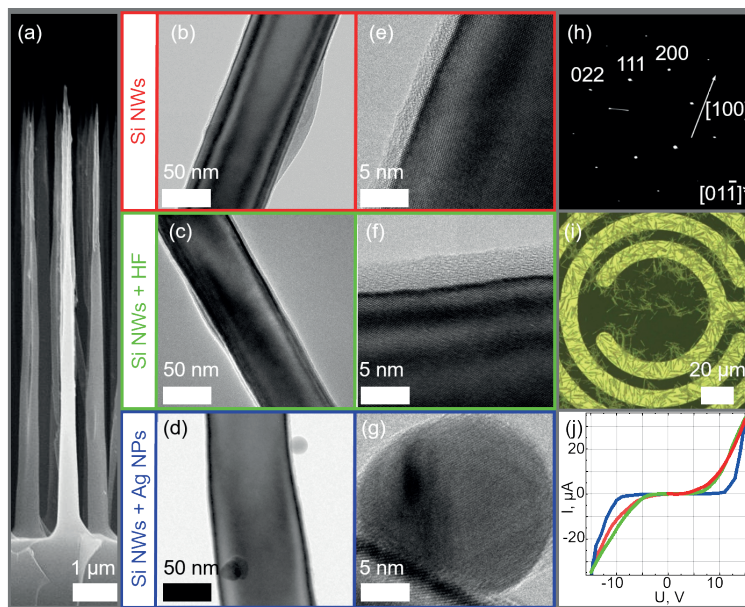 (a)
1 µm
Si NWs
(b)
50 nm
(e)
5 nm
(h)
022
111
200
[100]
[011̄]*
Si NWs + HF
(c)
50 nm
(f)
5 nm
(i)
20 µm
Si NWs + Ag NPs
(d)
50 nm
(g)
5 nm
(j)
I, µA
20
0
-20
-10
0
10
U, V